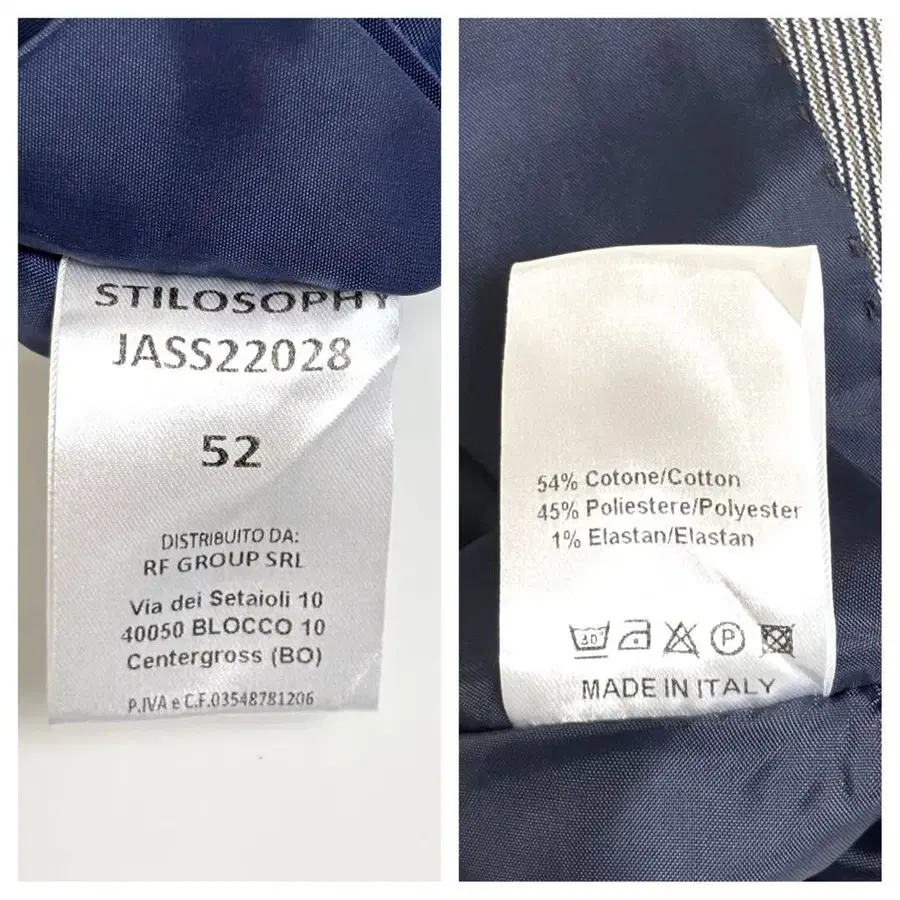 STILOSOPHY
JASS22028
52
DISTRIBUITO DA:
RF GROUP SRL
Via dei Setaioli 10
40050 BLOCCO 10
Centergross (BO)
P.IVA e C.F.03548781206
54% Cotone/Cotton
45% Poliestere/Polyester
1% Elastan/Elastan
30° P
MADE IN ITALY